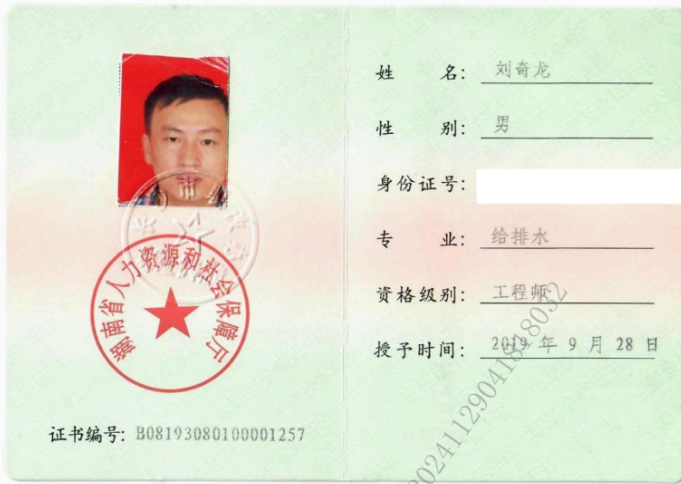 湖南省人力资源和社会保障厅
证书编号: B08193080100001257
姓 名: 刘奇龙
性 别: 男
身份证号:
专 业: 给排水
资格级别: 工程师
授予时间: 2019 年 9 月 28 日